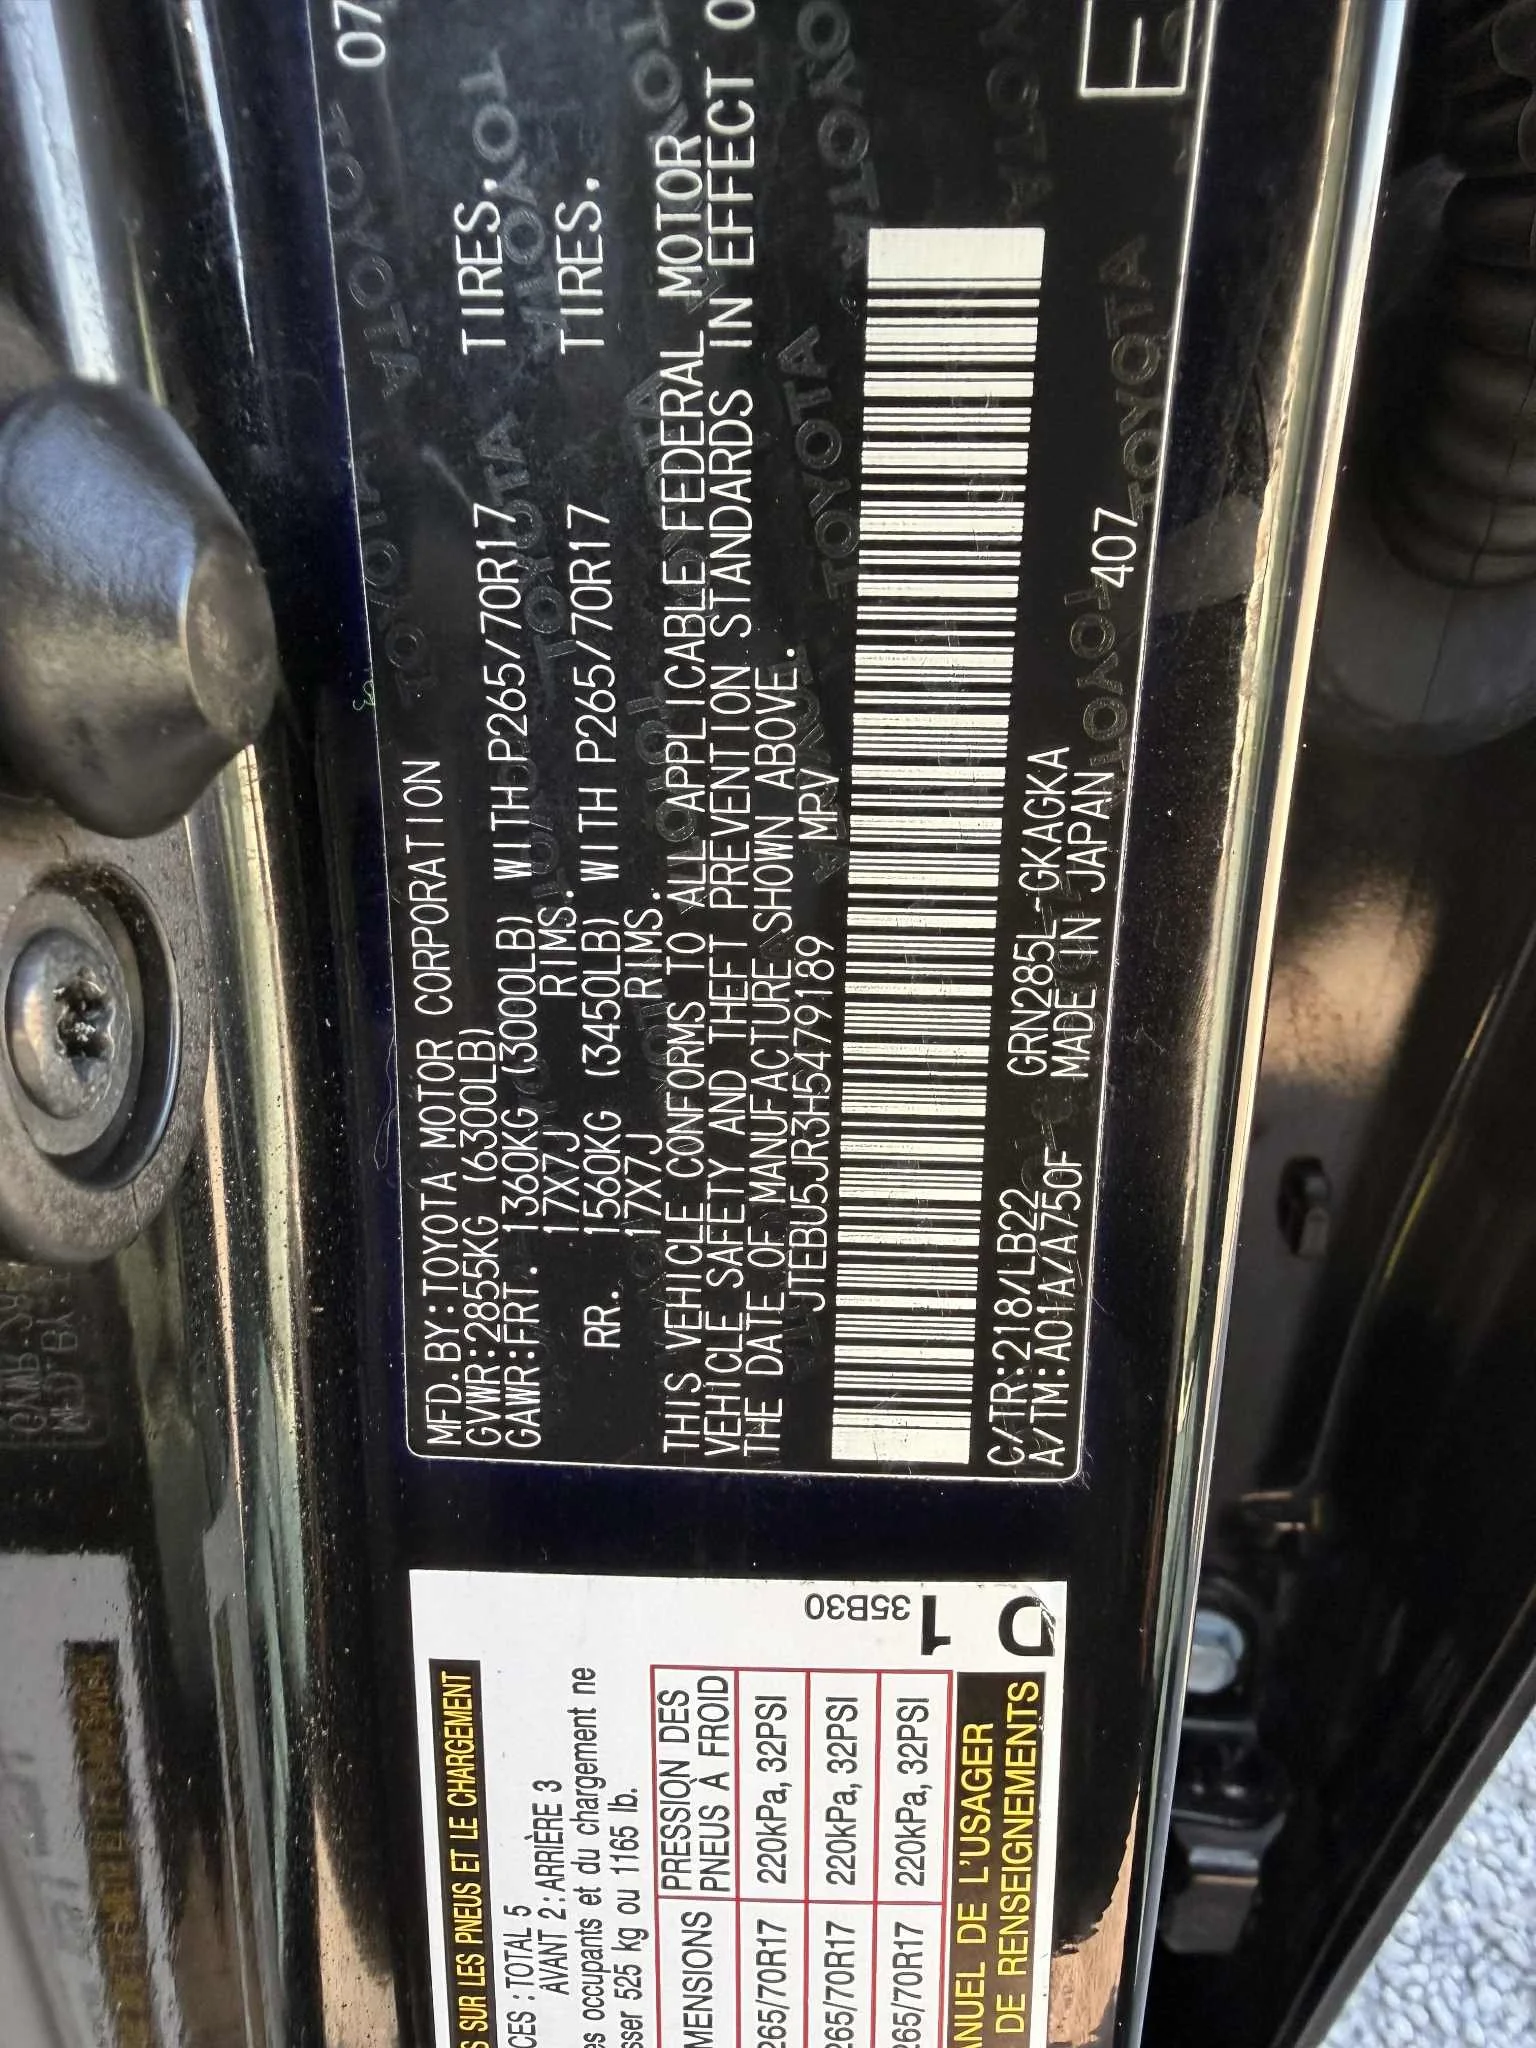 07
MFD.BY:TOYOTA MOTOR CORPORATION
GVWR:2855KG (6300LB)
GAWR:FRT. 1360KG (3000LB) WITH P265/70R17 TIRES,
17X7J RIMS.
RR. 1560KG (3450LB) WITH P265/70R17 TIRES.
17X7J RIMS.
THIS VEHICLE CONFORMS TO ALL APPLICABLE FEDERAL MOTOR
VEHICLE SAFETY AND THEFT PREVENTION STANDARDS IN EFFECT O
THE DATE OF MANUFACTURE SHOWN ABOVE.
JTEBU5JR3H5479189 MPV
C/TR:218/LB22 GRN285L-GKAGKA
A/TM:A01A/A750F MADE IN JAPAN 407
E
TOYOTA
S SUR LES PNEUS ET LE CHARGEMENT
CES : TOTAL 5
AVANT 2 : ARRIÈRE 3
es occupants et du chargement ne
sser 525 kg ou 1165 lb.
MENSIONS PRESSION DES
PNEUS À FROID
265/70R17 220kPa, 32PSI
265/70R17 220kPa, 32PSI
265/70R17 220kPa, 32PSI
ANUEL DE L'USAGER
DE RENSEIGNEMENTS
35B30
1
D